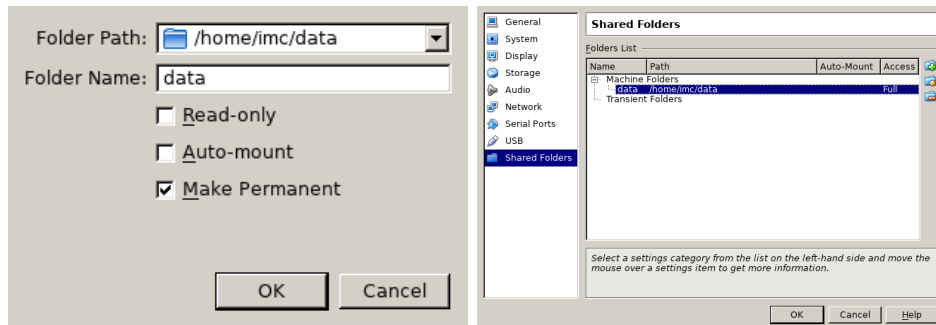 Folder Path: /home/imc/data
Folder Name: data
Read-only
Auto-mount
Make Permanent
OK Cancel
General
System
Display
Storage
Audio
Network
Serial Ports
USB
Shared Folders
Shared Folders
Folders List
Name Path Auto-Mount Access
Machine Folders
data /home/imc/data Full
Transient Folders
Select a settings category from the list on the left-hand side and move the
mouse over a settings item to get more information.
OK Cancel Help